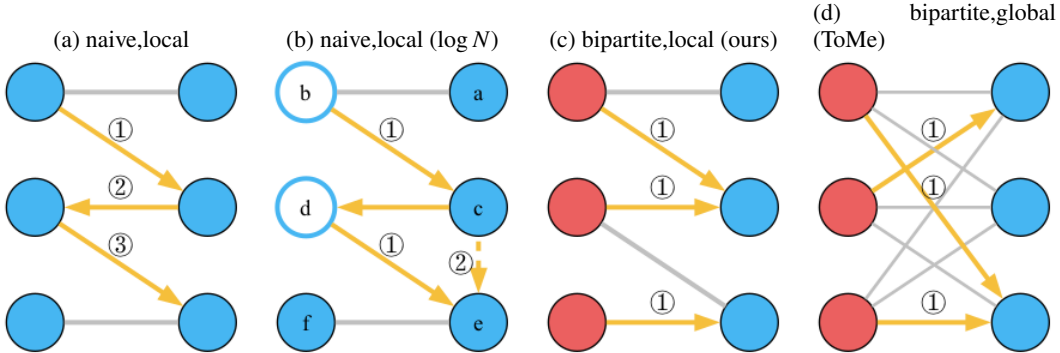 (a) naive,local
(b) naive,local (log N)
(c) bipartite,local (ours)
(d) bipartite,global
(ToMe)
b a
① ① ① ①
② d c ① ①
③ ① ② ① ①
f e